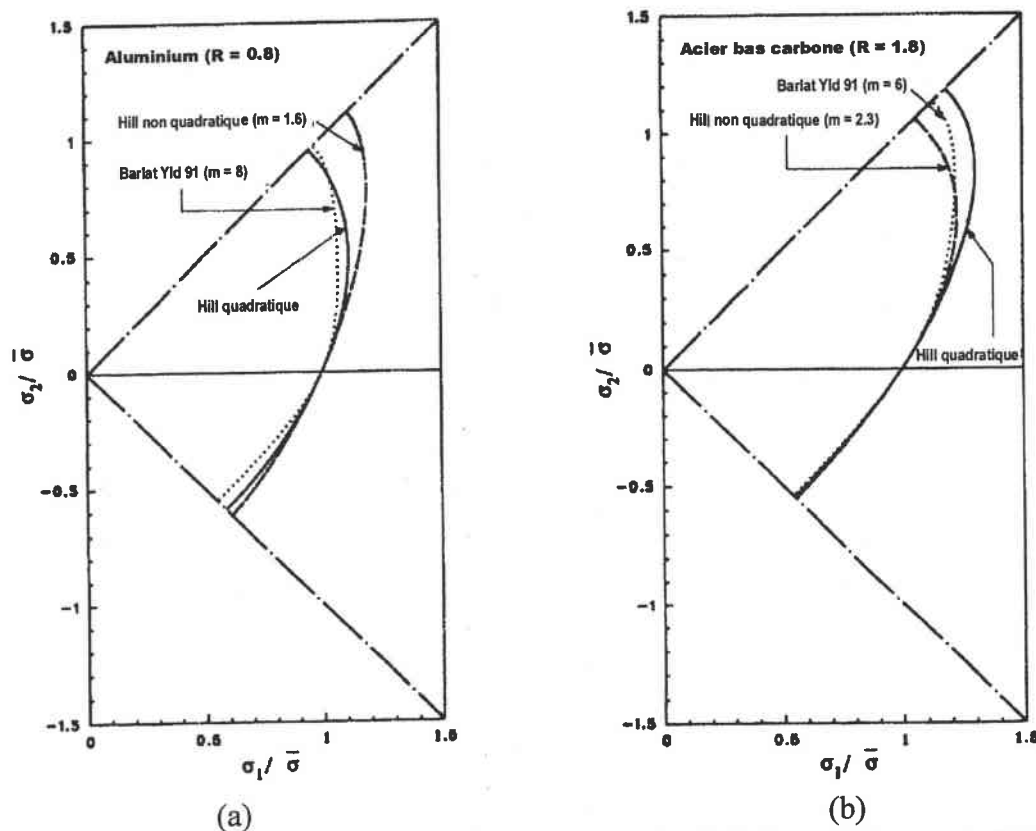 1.5
Aluminium (R = 0.8)
1
Hill non quadratique (m = 1.6)
Barlat Yld 91 (m = 8)
0.5
Hill quadratique
0
σ₂/ σ̅
−0.5
−1
−1.5
0
0.5
1
1.5
σ₁/ σ̅
(a)
1.5
Acier bas carbone (R = 1.8)
Barlat Yld 91 (m = 6)
Hill non quadratique (m = 2.3)
1
0.5
Hill quadratique
0
σ₂/ σ̅
−0.5
−1
−1.5
0
0.5
1
1.5
σ₁/ σ̅
(b)